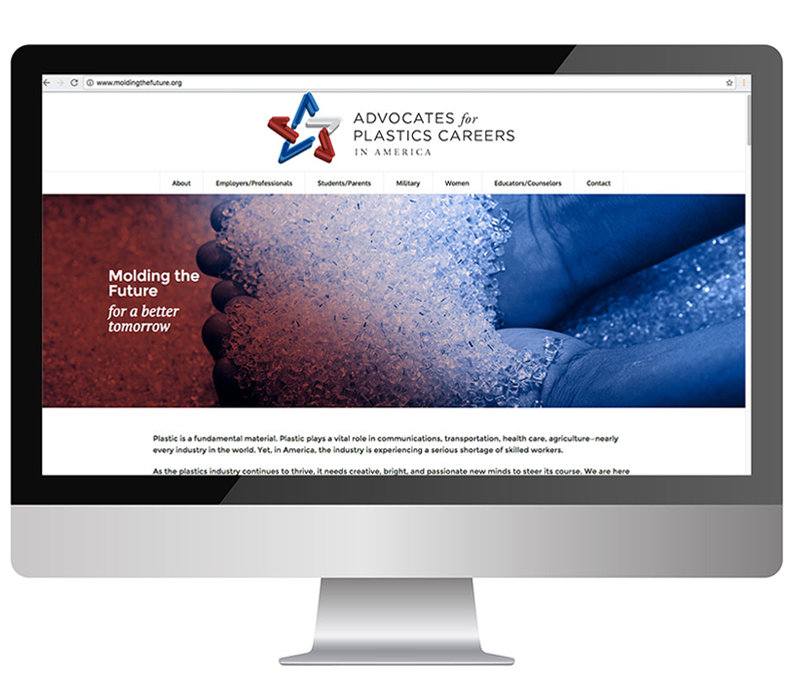 www.moldingthefuture.org
ADVOCATES for
PLASTICS CAREERS
IN AMERICA
About Employers/Professionals Students/Parents Military Women Educators/Counselors Contact
Molding the
Future
for a better
tomorrow
Plastic is a fundamental material. Plastic plays a vital role in communications, transportation, health care, agriculture—nearly
every industry in the world. Yet, in America, the industry is experiencing a serious shortage of skilled workers.
As the plastics industry continues to thrive, it needs creative, bright, and passionate new minds to steer its course. We are here